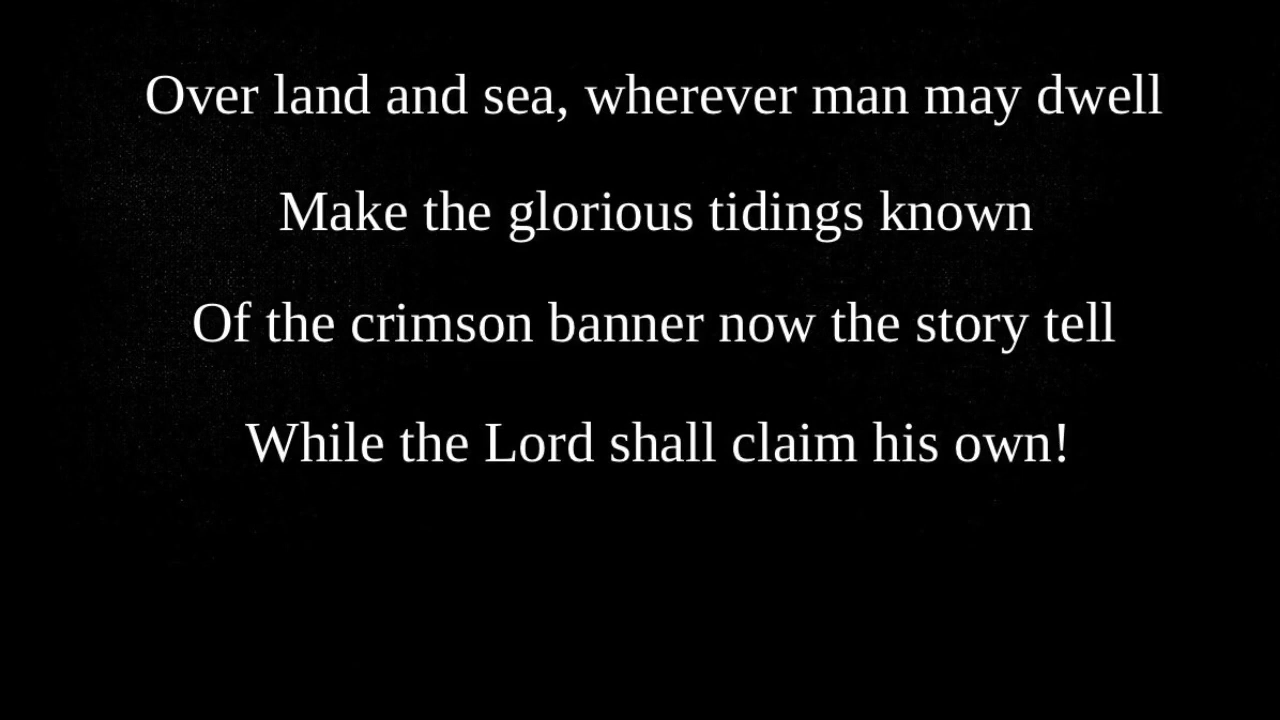 Over land and sea, wherever man may dwell
Make the glorious tidings known
Of the crimson banner now the story tell
While the Lord shall claim his own!